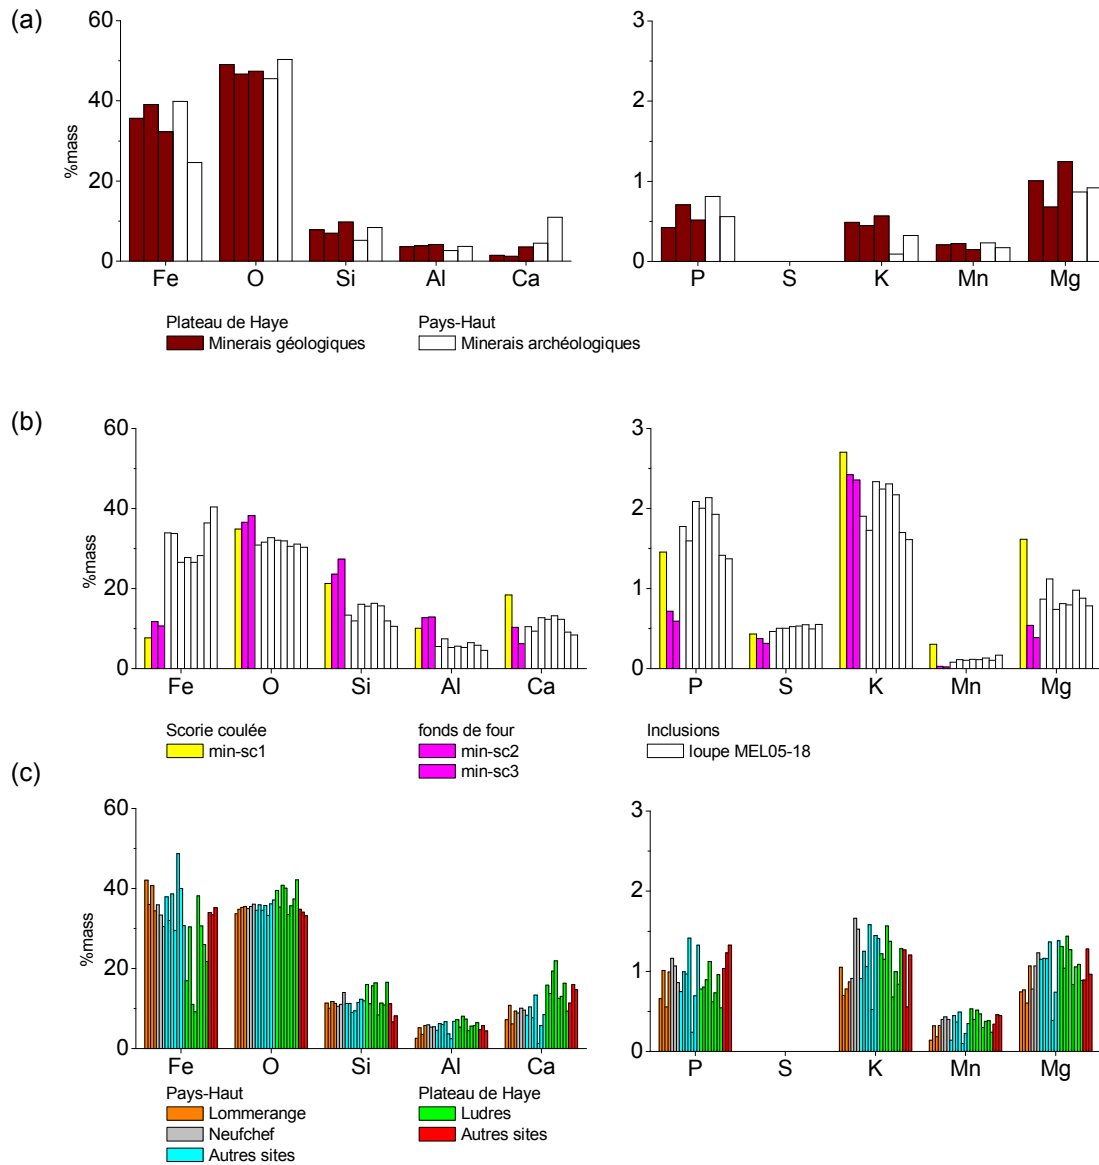 (a)
60
40
20
0
%mass
Fe O Si Al Ca
3
2
1
0
P S K Mn Mg
Plateau de Haye
Minerais géologiques
Pays-Haut
Minerais archéologiques
(b)
60
40
20
0
%mass
Fe O Si Al Ca
3
2
1
0
P S K Mn Mg
Scorie coulée
min-sc1
fonds de four
min-sc2
min-sc3
Inclusions
loupe MEL05-18
(c)
60
40
20
0
%mass
Fe O Si Al Ca
3
2
1
0
P S K Mn Mg
Pays-Haut
Lommerange
Neufchef
Autres sites
Plateau de Haye
Ludres
Autres sites